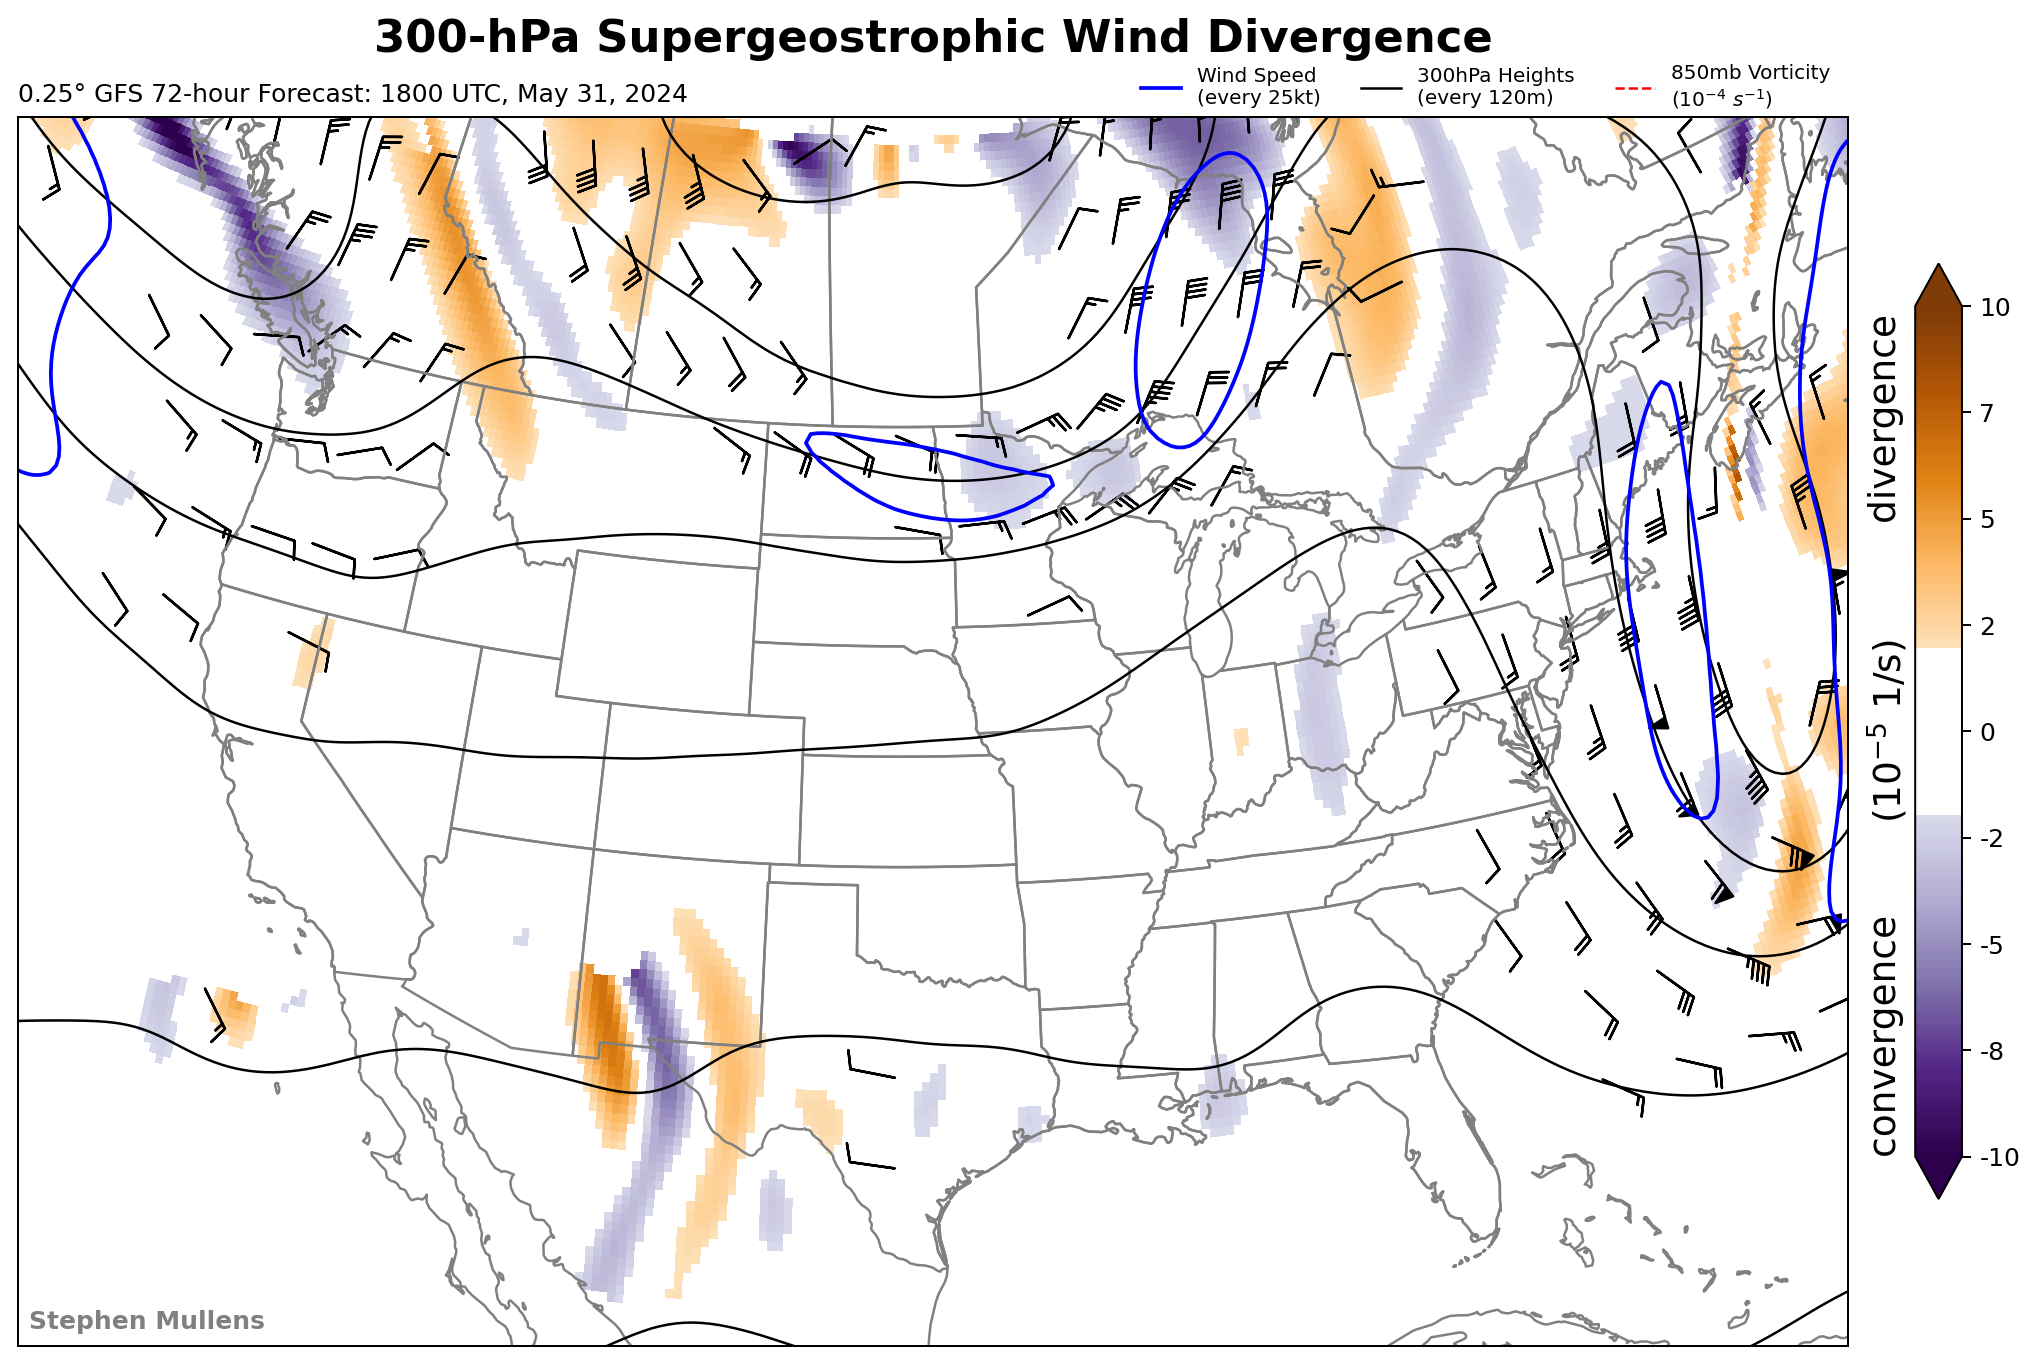 300-hPa Supergeostrophic Wind Divergence
0.25° GFS 72-hour Forecast: 1800 UTC, May 31, 2024
Wind Speed
(every 25kt)
300hPa Heights
(every 120m)
850mb Vorticity
(10⁻⁴ s⁻¹)
10
7
5
2
0
-2
-5
-8
-10
convergence (10⁻⁵ 1/s) divergence
Stephen Mullens